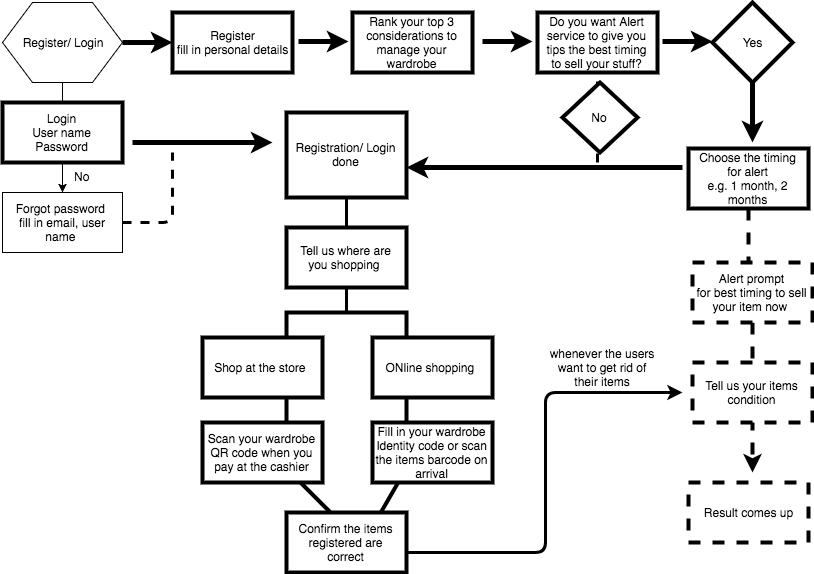 Register/ Login
Register
fill in personal details
Rank your top 3
considerations to
manage your
wardrobe
Do you want Alert
service to give you
tips the best timing
to sell your stuff?
Yes
Login
User name
Password
No
Registration/ Login
done
No
Choose the timing
for alert
e.g. 1 month, 2
months
Forgot password
fill in email, user
name
Tell us where are
you shopping
Alert prompt
for best timing to sell
your item now
Shop at the store
ONline shopping
whenever the users
want to get rid of
their items
Tell us your items
condition
Scan your wardrobe
QR code when you
pay at the cashier
Fill in your wardrobe
Identity code or scan
the items barcode on
arrival
Result comes up
Confirm the items
registered are
correct